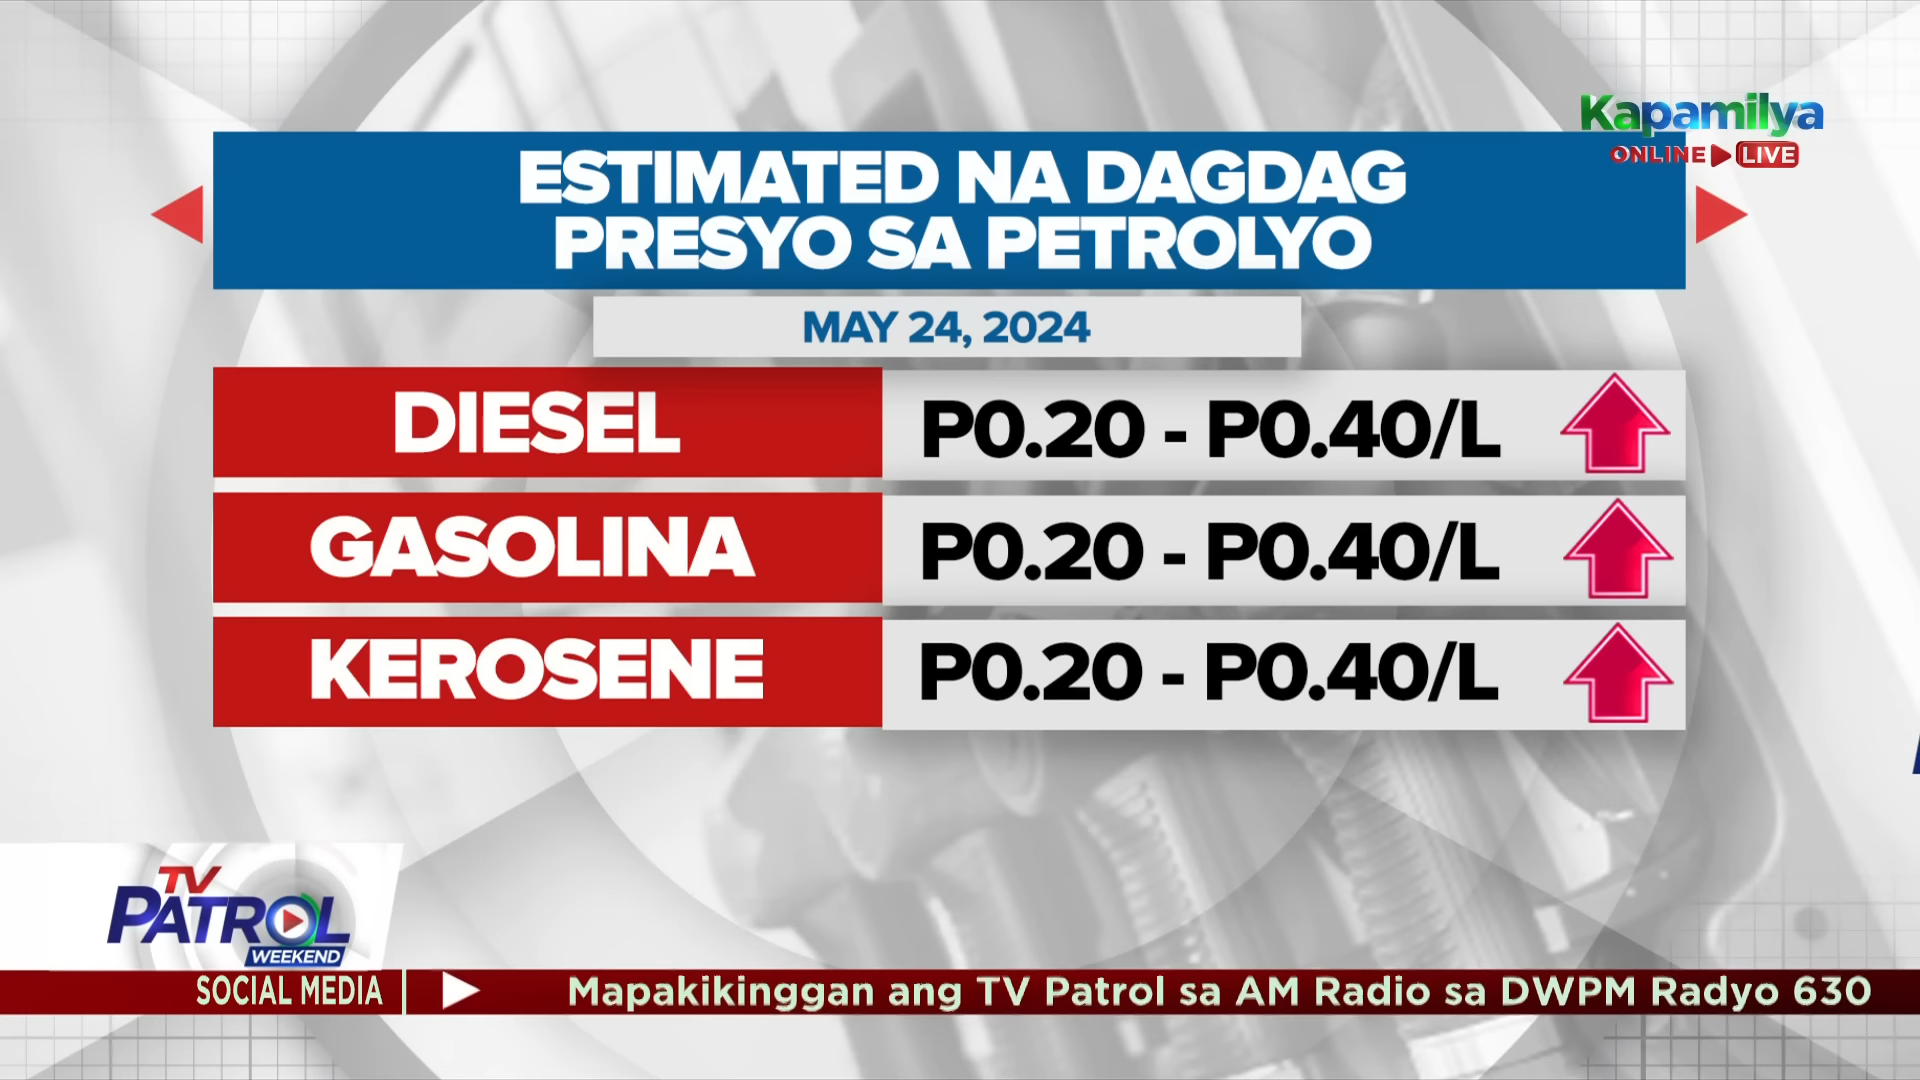 Kapamilya
ONLINE LIVE
ESTIMATED NA DAGDAG
PRESYO SA PETROLYO
MAY 24, 2024
DIESEL P0.20 - P0.40/L
GASOLINA P0.20 - P0.40/L
KEROSENE P0.20 - P0.40/L
TV
PATROL
WEEKEND
SOCIAL MEDIA Mapakikinggan ang TV Patrol sa AM Radio sa DWPM Radyo 630